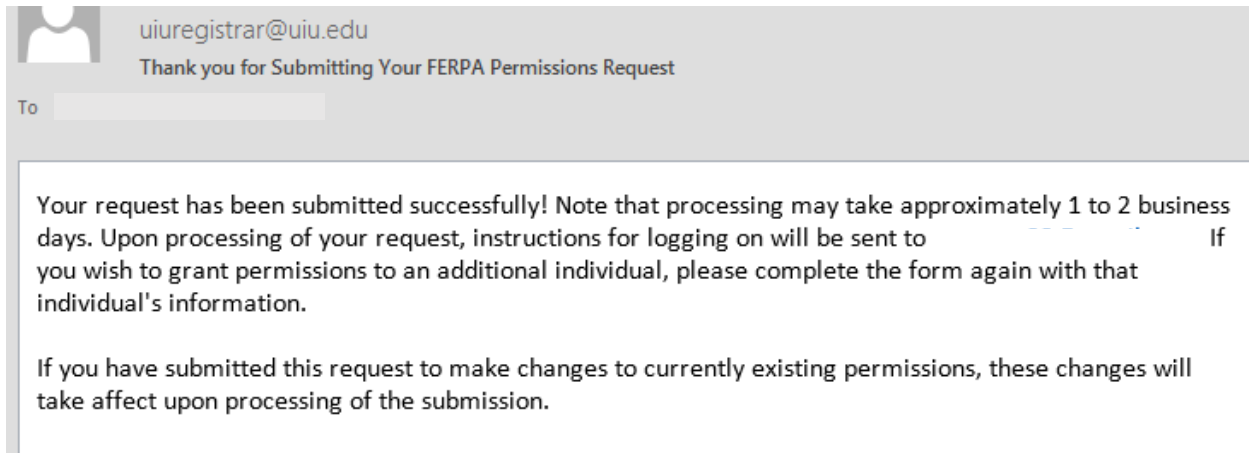 uiuregistrar@uiu.edu
Thank you for Submitting Your FERPA Permissions Request
To
Your request has been submitted successfully! Note that processing may take approximately 1 to 2 business
days. Upon processing of your request, instructions for logging on will be sent to If
you wish to grant permissions to an additional individual, please complete the form again with that
individual's information.
If you have submitted this request to make changes to currently existing permissions, these changes will
take affect upon processing of the submission.